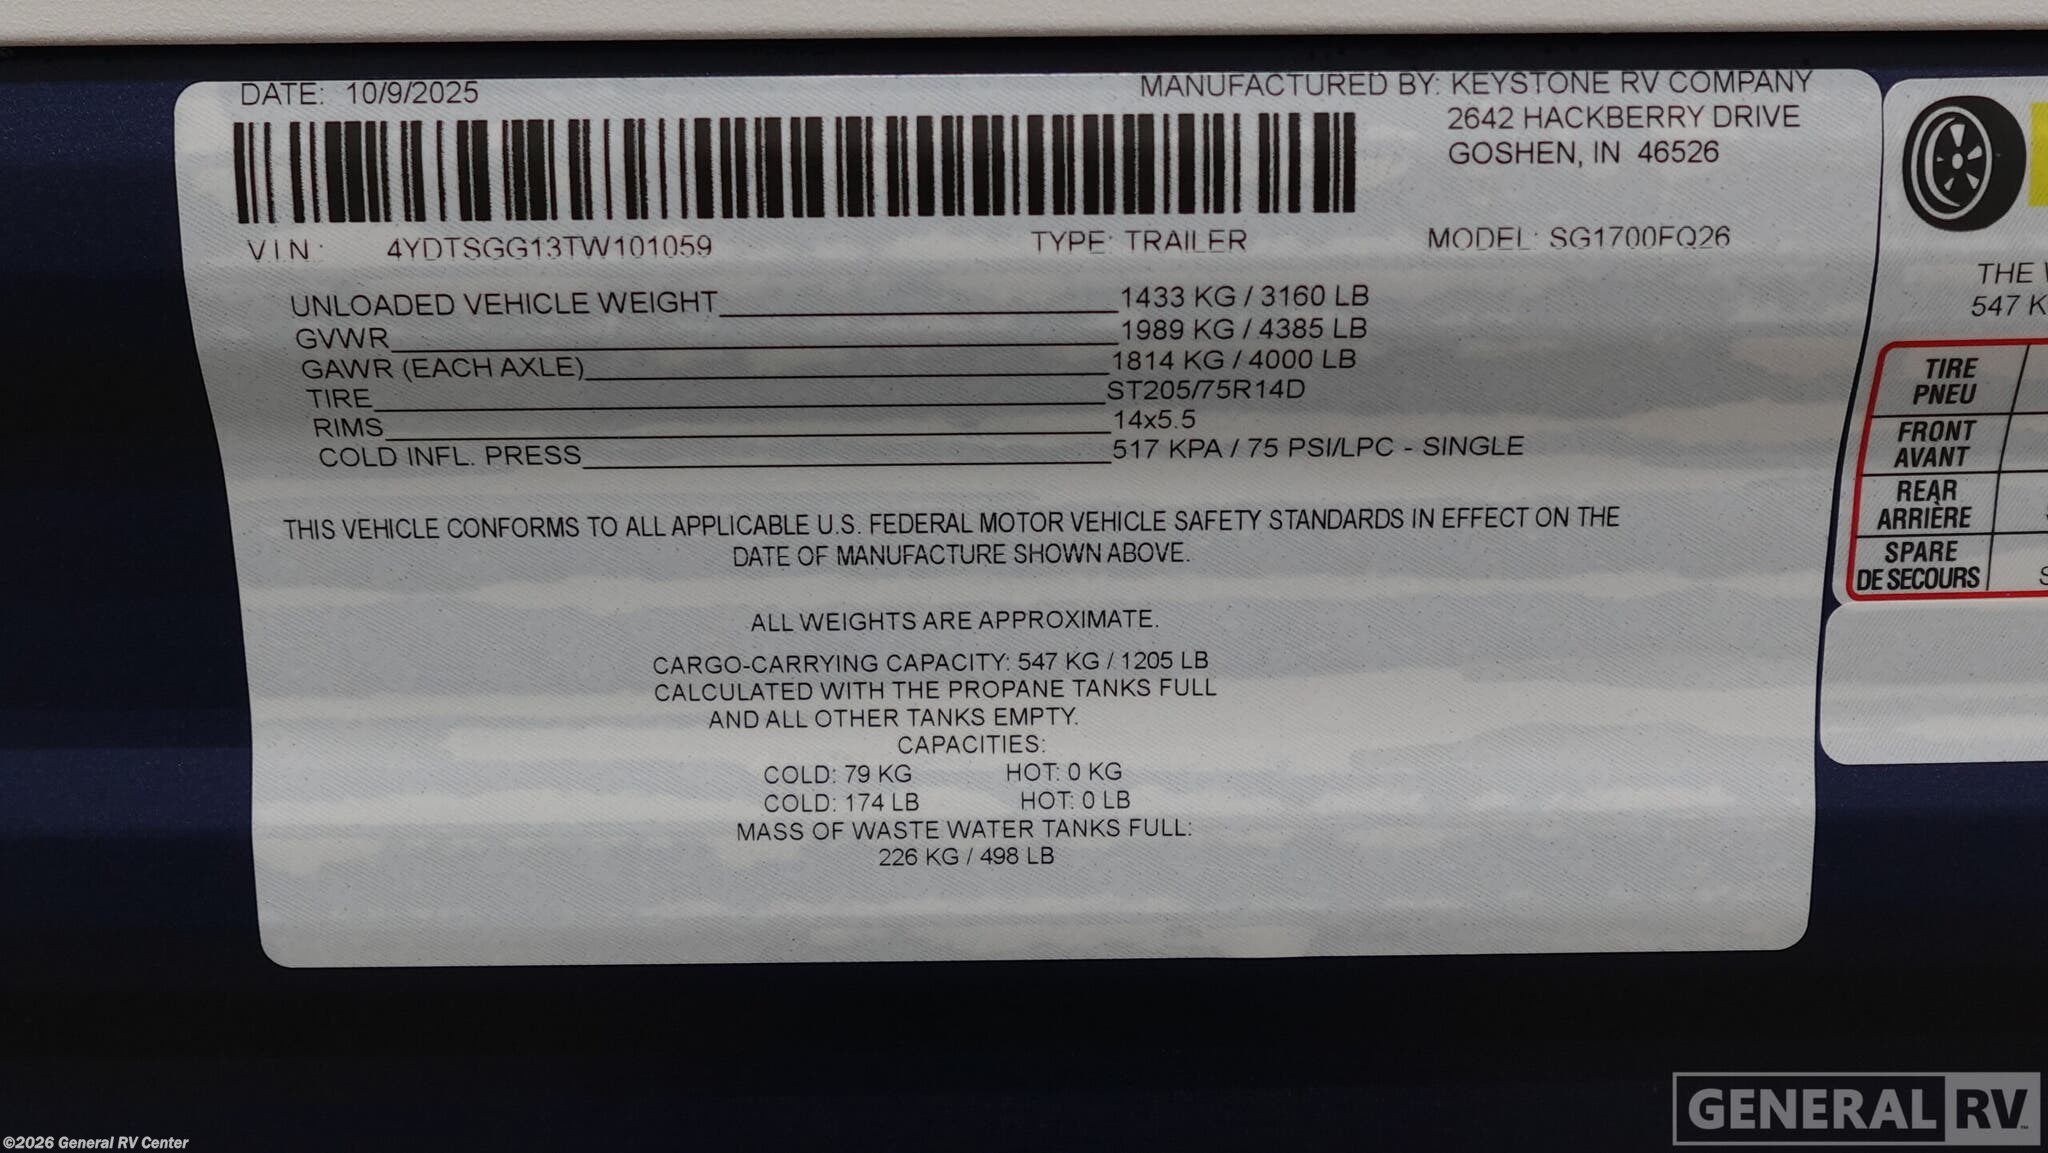 DATE: 10/9/2025
MANUFACTURED BY: KEYSTONE RV COMPANY
2642 HACKBERRY DRIVE
GOSHEN, IN 46526
VIN: 4YDTSGG13TW101059 TYPE: TRAILER MODEL: SG1700FQ26
UNLOADED VEHICLE WEIGHT 1433 KG / 3160 LB
GVWR 1989 KG / 4385 LB
GAWR (EACH AXLE) 1814 KG / 4000 LB
TIRE ST205/75R14D
RIMS 14x5.5
COLD INFL. PRESS 517 KPA / 75 PSI/LPC - SINGLE
THIS VEHICLE CONFORMS TO ALL APPLICABLE U.S. FEDERAL MOTOR VEHICLE SAFETY STANDARDS IN EFFECT ON THE
DATE OF MANUFACTURE SHOWN ABOVE.
ALL WEIGHTS ARE APPROXIMATE.
CARGO-CARRYING CAPACITY: 547 KG / 1205 LB
CALCULATED WITH THE PROPANE TANKS FULL
AND ALL OTHER TANKS EMPTY.
CAPACITIES:
COLD: 79 KG HOT: 0 KG
COLD: 174 LB HOT: 0 LB
MASS OF WASTE WATER TANKS FULL:
226 KG / 498 LB
THE
547 K
TIRE
PNEU
FRONT
AVANT
REAR
ARRIÈRE
SPARE
DE SECOURS
GENERAL RV
©2026 General RV Center